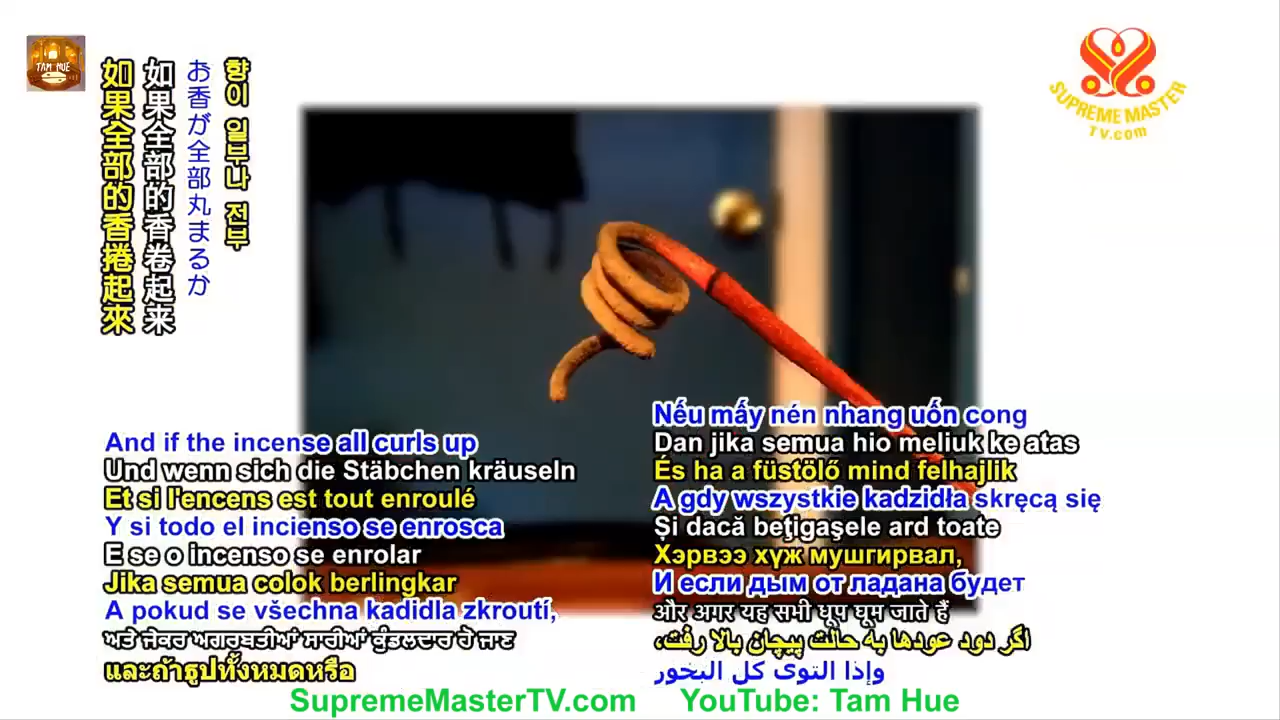 TAM HUE
SUPREME MASTER
TV.com
향이 일부나 전부
お香が全部丸まるか
如果全部的香卷起来
如果全部的香捲起來
And if the incense all curls up
Und wenn sich die Stäbchen kräuseln
Et si l'encens est tout enroulé
Y si todo el incienso se enrosca
E se o incenso se enrolar
Jika semua colok berlingkar
A pokud se všechna kadidla zkroutí,
ਅਤੇ ਜੇਕਰ ਅਗਰਬਤੀਆਂ ਸਾਰੀਆਂ ਕੁੰਡਲਦਾਰ ਹੋ ਜਾਣ
และถ้าธูปทั้งหมดหรือ
Nếu mấy nén nhang uốn cong
Dan jika semua hio meliuk ke atas
És ha a füstölő mind felhajlik
A gdy wszystkie kadzidła skręcą się
Și dacă beţigaşele ard toate
Хэрвээ хүж мушгирвал,
И если дым от ладана будет
और अगर यह सभी धूप घूम जाते हैं
اگر دود عودها به حالت پیچان بالا رفت،
وإذا التوى كل البخور
SupremeMasterTV.com YouTube: Tam Hue